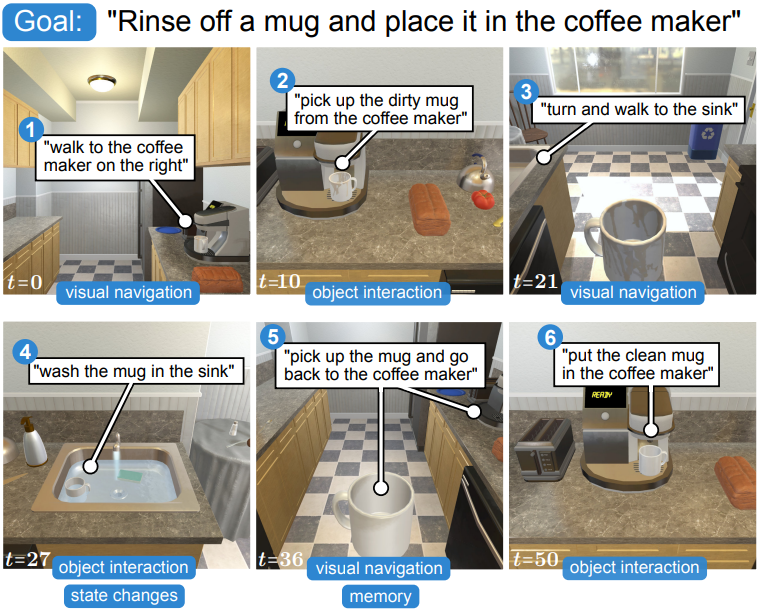 Goal: "Rinse off a mug and place it in the coffee maker"
1
"walk to the coffee
maker on the right"
t=0
visual navigation
2
"pick up the dirty mug
from the coffee maker"
t=10
object interaction
3
"turn and walk to the sink"
t=21
visual navigation
4
"wash the mug in the sink"
t=27
object interaction
state changes
5
"pick up the mug and go
back to the coffee maker"
t=36
visual navigation
memory
6
"put the clean mug
in the coffee maker"
READY
t=50
object interaction